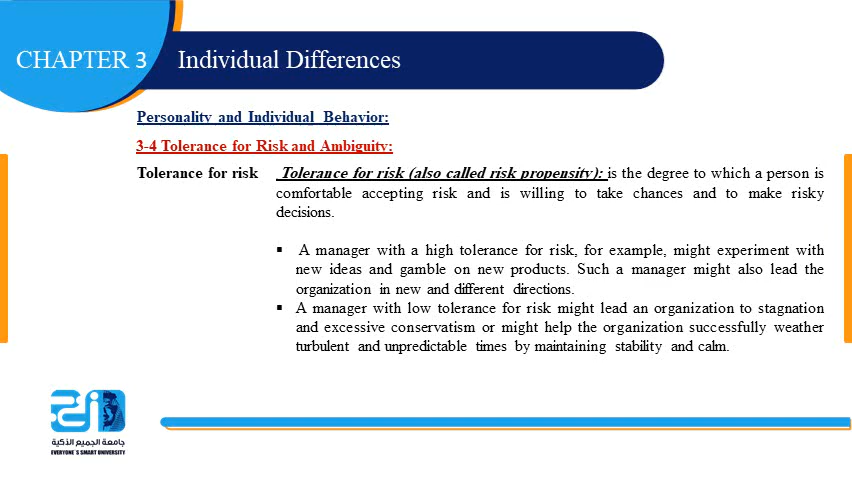 CHAPTER 3 Individual Differences
Personality and Individual Behavior:
3-4 Tolerance for Risk and Ambiguity:
Tolerance for risk Tolerance for risk (also called risk propensity): is the degree to which a person is
comfortable accepting risk and is willing to take chances and to make risky
decisions.
▪ A manager with a high tolerance for risk, for example, might experiment with
new ideas and gamble on new products. Such a manager might also lead the
organization in new and different directions.
▪ A manager with low tolerance for risk might lead an organization to stagnation
and excessive conservatism or might help the organization successfully weather
turbulent and unpredictable times by maintaining stability and calm.
جامعة الجميع الذكية
EVERYONE'S SMART UNIVERSITY